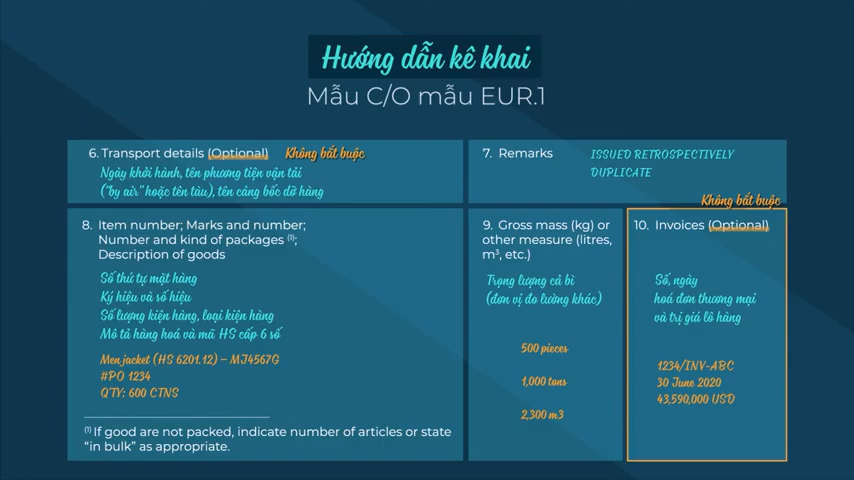 Hướng dẫn kê khai
Mẫu C/O mẫu EUR.1
6. Transport details (Optional) Không bắt buộc
Ngày khởi hành, tên phương tiện vận tải
("by air" hoặc tên tàu), tên cảng bốc dỡ hàng
7. Remarks ISSUED RETROSPECTIVELY
DUPLICATE
8. Item number; Marks and number;
Number and kind of packages (1);
Description of goods
Số thứ tự mặt hàng
Ký hiệu và số hiệu
Số lượng kiện hàng, loại kiện hàng
Mô tả hàng hoá và mã HS cấp 6 số
Men jacket (HS 6201.12) – MJ4567G
#PO 1234
QTY: 600 CTNS
(1) If good are not packed, indicate number of articles or state
"in bulk" as appropriate.
9. Gross mass (kg) or
other measure (litres,
m³, etc.)
Trọng lượng cả bì
(đơn vị đo lường khác)
500 pieces
1,000 tons
2,300 m3
Không bắt buộc
10. Invoices (Optional)
Số, ngày
hoá đơn thương mại
và trị giá lô hàng
1234/INV-ABC
30 June 2020
43,590,000 USD